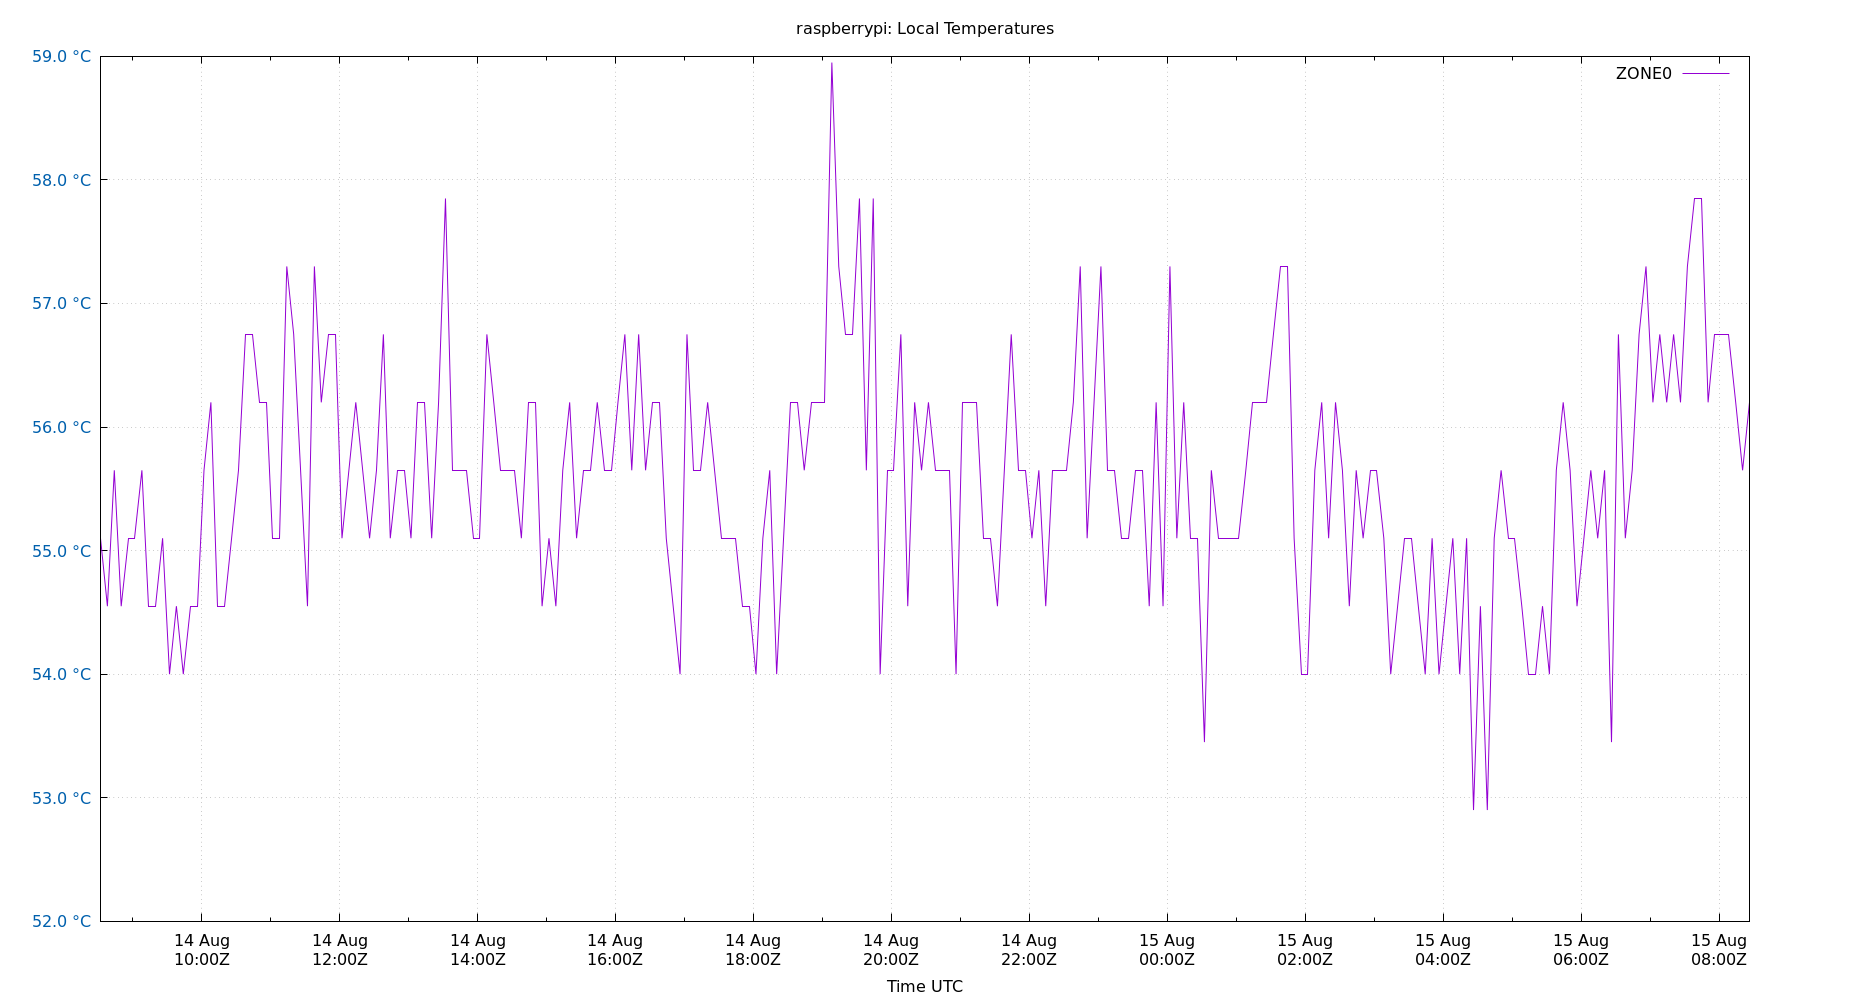 raspberrypi: Local Temperatures
ZONE0
59.0 °C
58.0 °C
57.0 °C
56.0 °C
55.0 °C
54.0 °C
53.0 °C
52.0 °C
14 Aug 14 Aug 14 Aug 14 Aug 14 Aug 14 Aug 14 Aug 15 Aug 15 Aug 15 Aug 15 Aug 15 Aug
10:00Z 12:00Z 14:00Z 16:00Z 18:00Z 20:00Z 22:00Z 00:00Z 02:00Z 04:00Z 06:00Z 08:00Z
Time UTC